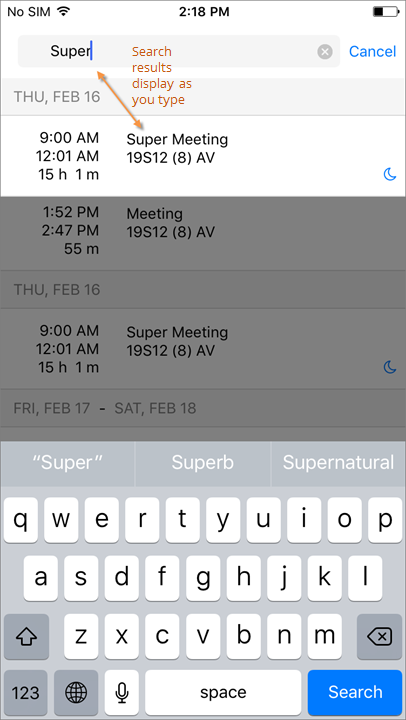 No SIM 2:18 PM
Super Cancel
Search
results
display as
you type
THU, FEB 16
9:00 AM Super Meeting
12:01 AM 19S12 (8) AV
15 h 1 m
1:52 PM Meeting
2:47 PM 19S12 (8) AV
55 m
THU, FEB 16
9:00 AM Super Meeting
12:01 AM 19S12 (8) AV
15 h 1 m
FRI, FEB 17 - SAT, FEB 18
“Super” Superb Supernatural
q w e r t y u i o p
a s d f g h j k l
z x c v b n m
123 space Search